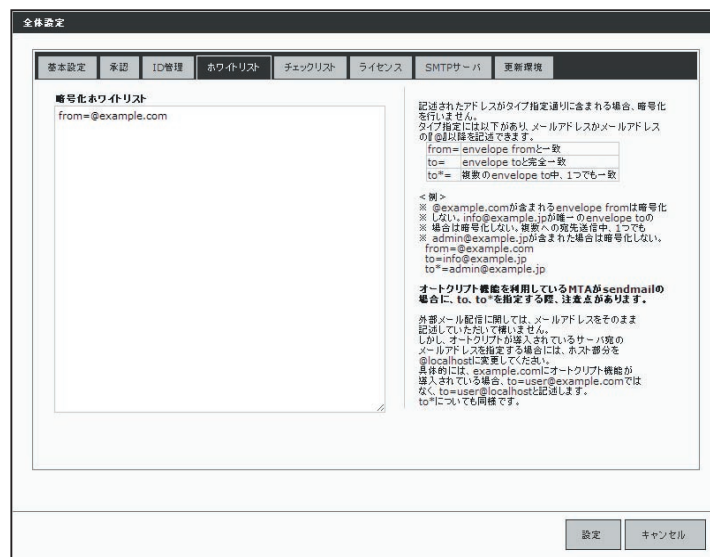 全体設定
基本設定 承認 ID管理 ホワイトリスト チェックリスト ライセンス SMTPサーバ 更新環境
暗号化ホワイトリスト
from=@example.com
記述されたアドレスがタイプ指定通りに含まれる場合、暗号化
を行いません。
タイプ指定には以下があり、メールアドレスかメールアドレス
の『@』以降を記述できます。
from= envelope fromと一致
to= envelope toと完全一致
to*= 複数のenvelope to中、1つでも一致
<例>
※ @example.comが含まれるenvelope fromは暗号化
※ しない。info@example.jpが唯一のenvelope toの
※ 場合は暗号化しない。複数への宛先送信中、1つでも
※ admin@example.jpが含まれた場合は暗号化しない。
from=@example.com
to=info@example.jp
to*=admin@example.jp
オートクリプト機能を利用しているMTAがsendmailの
場合に、to、to*を指定する際、注意点があります。
外部メール配信に関しては、メールアドレスをそのまま
記述していただいて構いません。
しかし、オートクリプトが導入されているサーバ宛の
メールアドレスを指定する場合には、ホスト部分を
@localhostに変更してください。
具体的には、example.comにオートクリプト機能が
導入されている場合、to=user@example.comでは
なく、to=user@localhostと記述します。
to*についても同様です。
設定 キャンセル